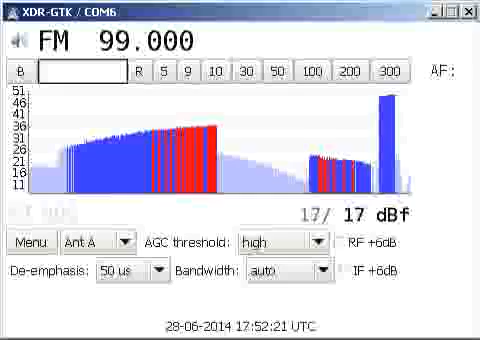 XDR-GTK / COM6
FM 99.000
B R 5 9 10 30 50 100 200 300 AF:
51
46
41
36
31
26
21
16
11
17/ 17 dBf
Menu Ant A AGC threshold: high RF +6dB
De-emphasis: 50 us Bandwidth: auto IF +6dB
28-06-2014 17:52:21 UTC